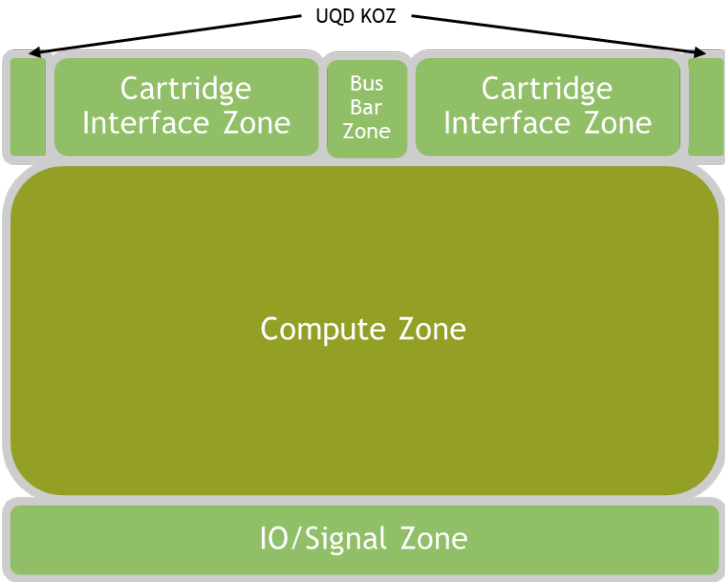 UQD KOZ
Cartridge
Interface Zone
Bus
Bar
Zone
Cartridge
Interface Zone
Compute Zone
IO/Signal Zone